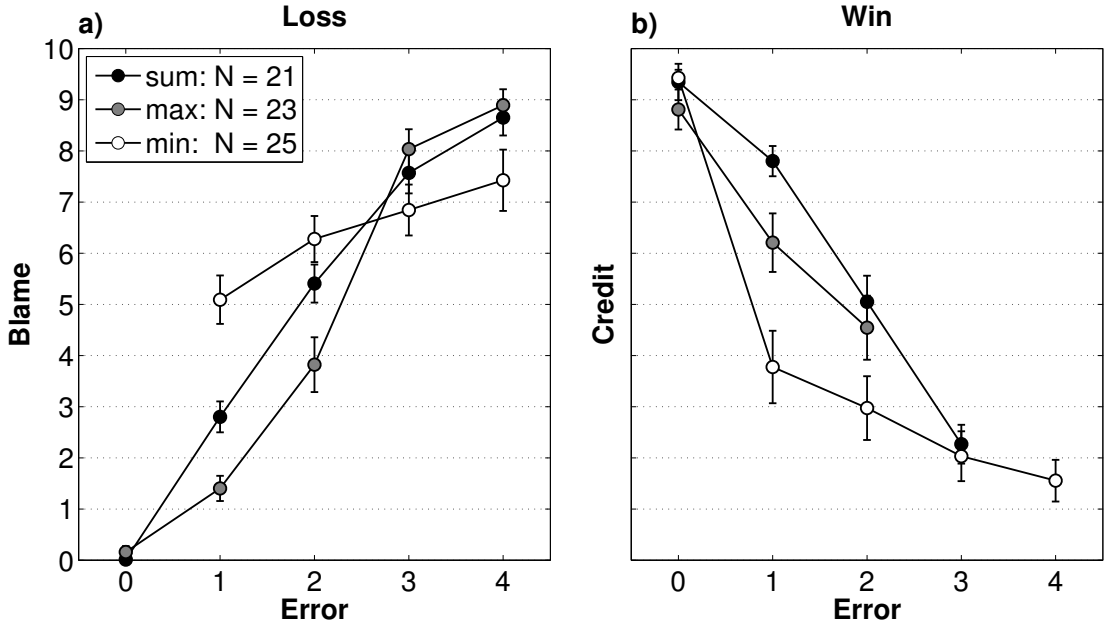 a)
Loss
10
9
8
7
6
5
4
3
2
1
0
Blame
sum: N = 21
max: N = 23
min: N = 25
0 1 2 3 4
Error
b)
Win
Credit
0 1 2 3 4
Error